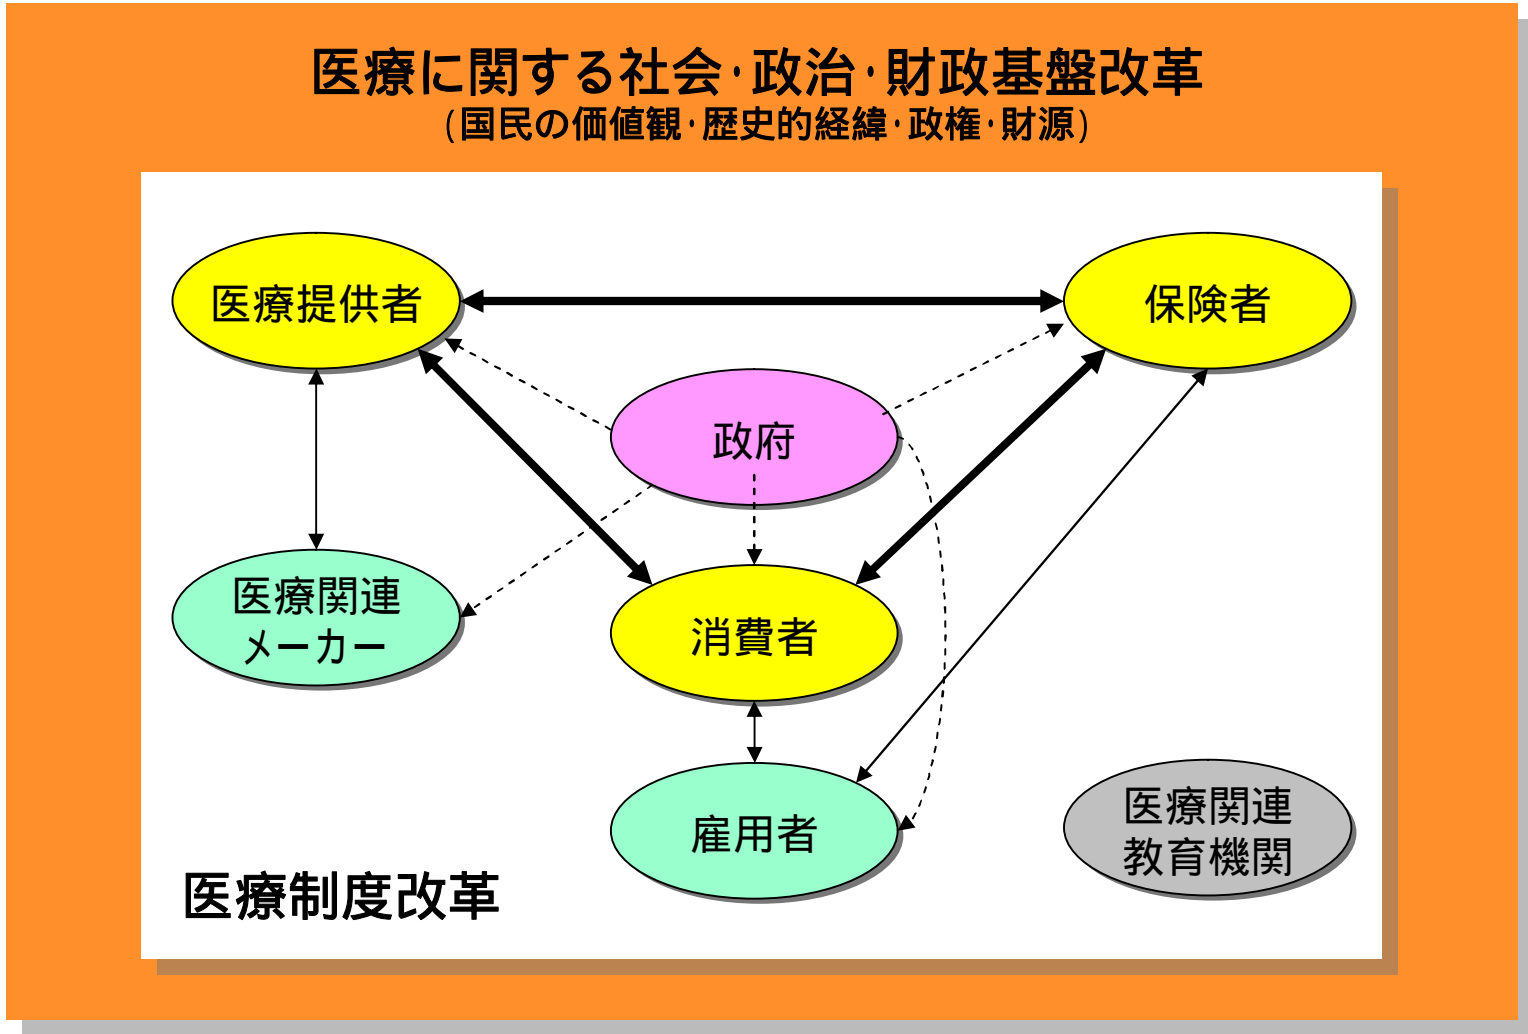 医療に関する社会・政治・財政基盤改革
(国民の価値観・歴史的経緯・政権・財源)
医療提供者
保険者
政府
医療関連
メーカー
消費者
雇用者
医療関連
教育機関
医療制度改革